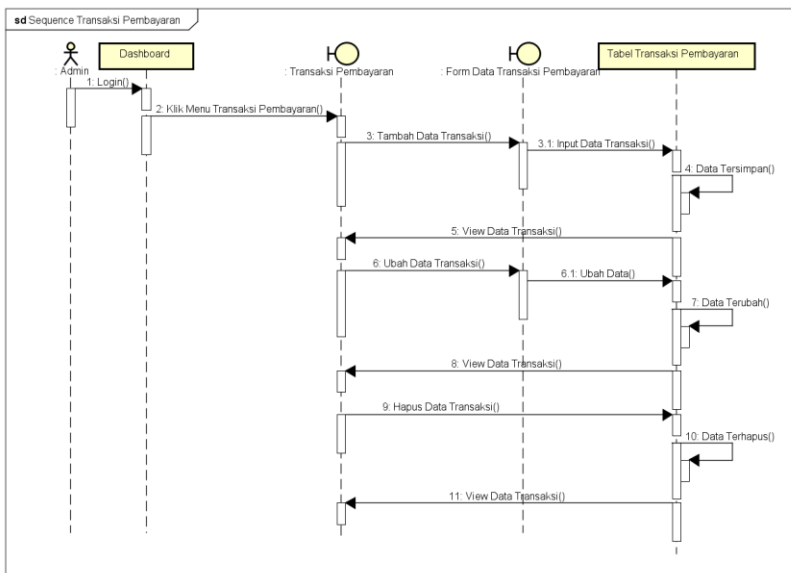 sd Sequence Transaksi Pembayaran
Dashboard
Tabel Transaksi Pembayaran
: Admin
: Transaksi Pembayaran
: Form Data Transaksi Pembayaran
1: Login()
2: Klik Menu Transaksi Pembayaran()
3: Tambah Data Transaksi()
3.1: Input Data Transaksi()
4: Data Tersimpan()
5: View Data Transaksi()
6: Ubah Data Transaksi()
6.1: Ubah Data()
7: Data Terubah()
8: View Data Transaksi()
9: Hapus Data Transaksi()
10: Data Terhapus()
11: View Data Transaksi()